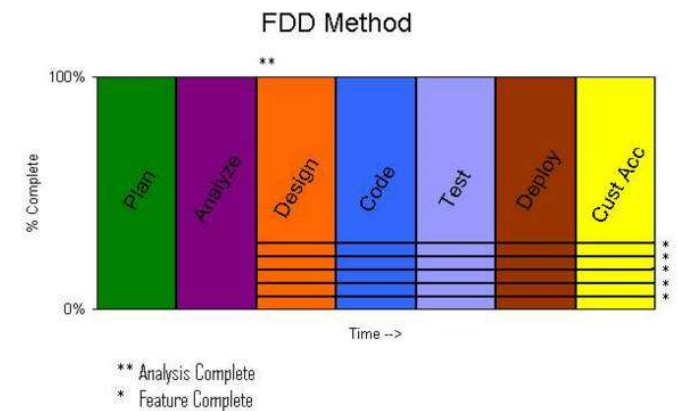 FDD Method
**
100%
% Complete
0%
Plan
Analyze
Design
Code
Test
Deploy
Cust Acc
*
*
*
*
*
Time -->
** Analysis Complete
* Feature Complete